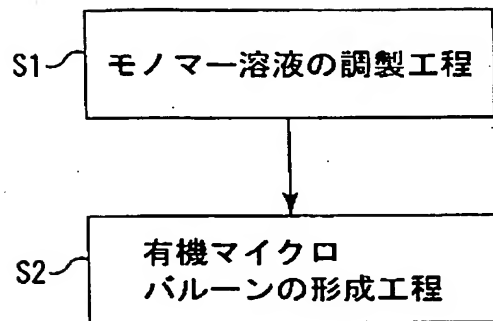 S1
モノマー溶液の調製工程
S2
有機マイクロ
バルーンの形成工程